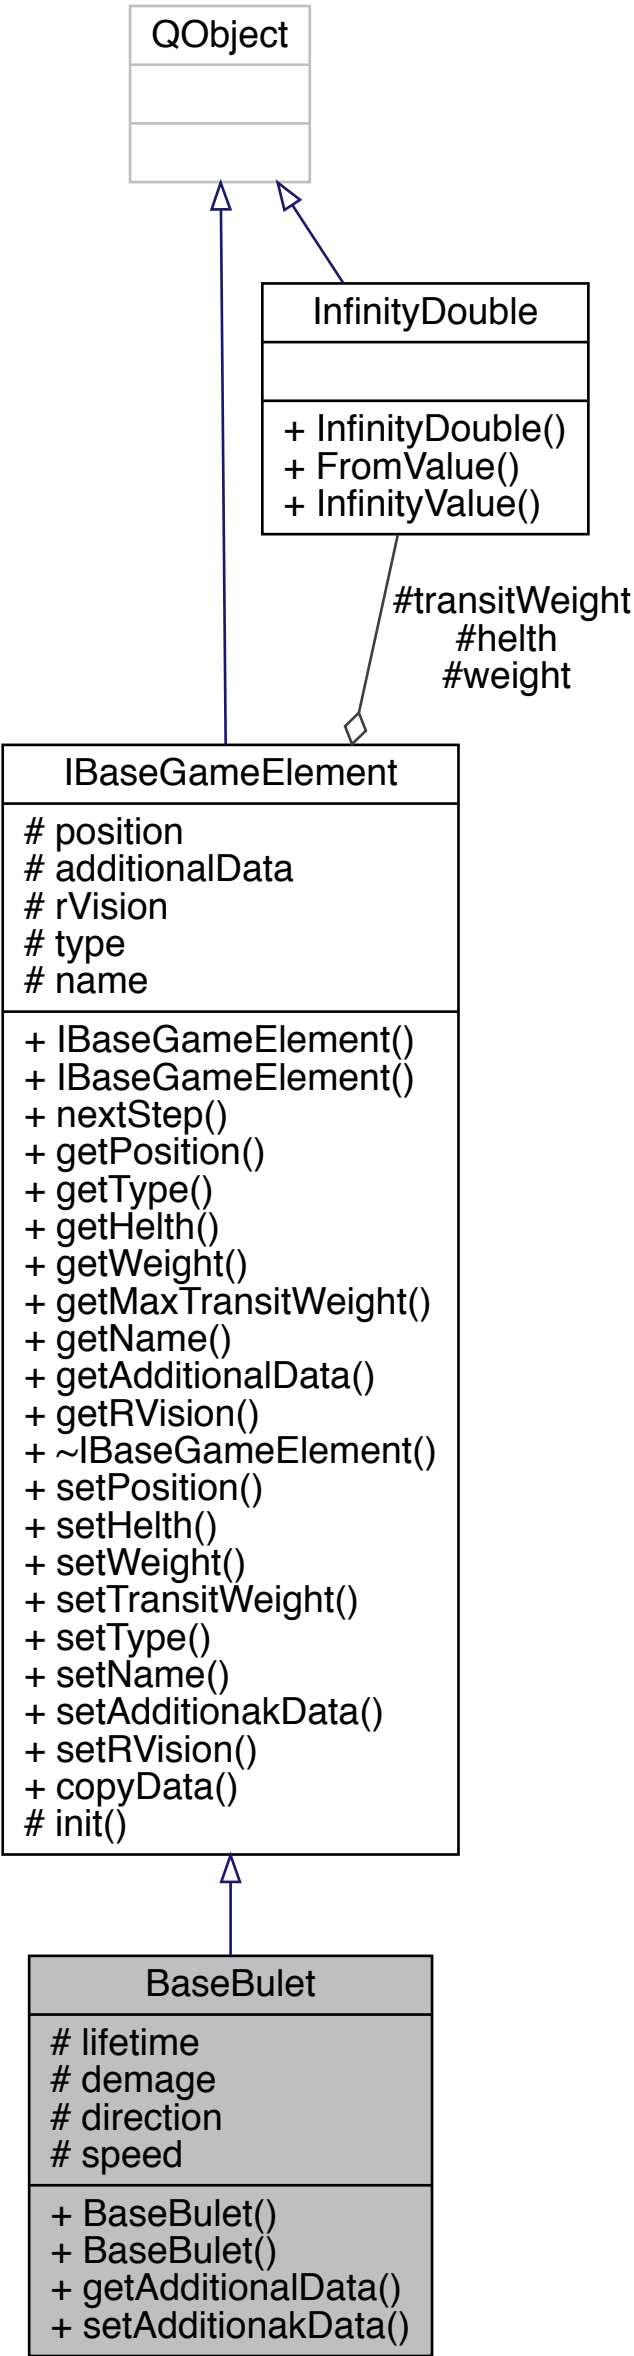 QObject
InfinityDouble
+ InfinityDouble()
+ FromValue()
+ InfinityValue()
#transitWeight
#helth
#weight
IBaseGameElement
# position
# additionalData
# rVision
# type
# name
+ IBaseGameElement()
+ IBaseGameElement()
+ nextStep()
+ getPosition()
+ getType()
+ getHelth()
+ getWeight()
+ getMaxTransitWeight()
+ getName()
+ getAdditionalData()
+ getRVision()
+ ~IBaseGameElement()
+ setPosition()
+ setHelth()
+ setWeight()
+ setTransitWeight()
+ setType()
+ setName()
+ setAdditionakData()
+ setRVision()
+ copyData()
# init()
BaseBulet
# lifetime
# demage
# direction
# speed
+ BaseBulet()
+ BaseBulet()
+ getAdditionalData()
+ setAdditionakData()